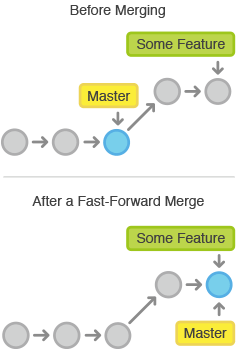 Before Merging
Some Feature
Master
After a Fast-Forward Merge
Some Feature
Master